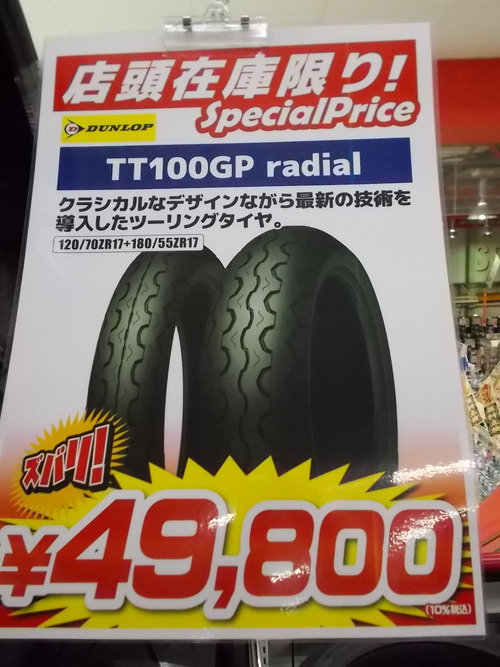 店頭在庫限り!
SpecialPrice
DUNLOP
TT100GP radial
クラシカルなデザインながら最新の技術を
導入したツーリングタイヤ。
120/70ZR17+180/55ZR17
ズバリ!
¥49,800
(10%税込)